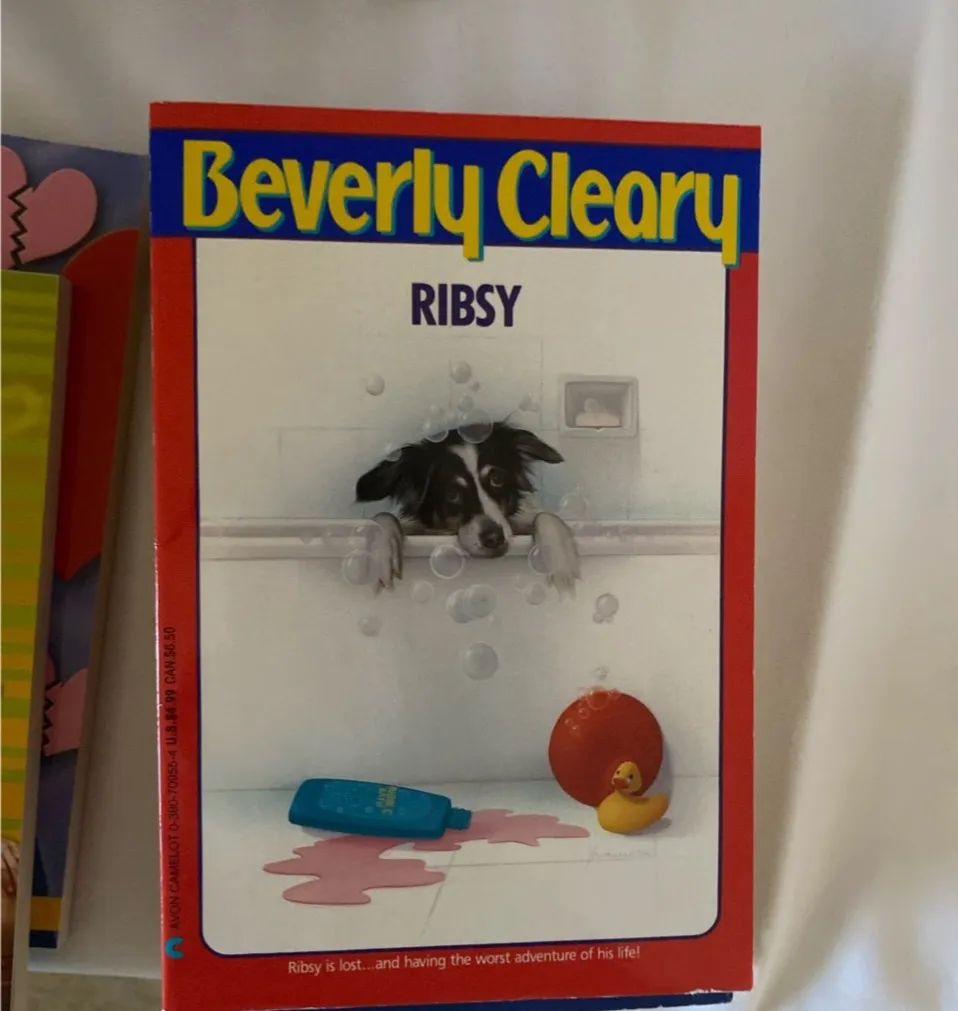 Beverly Cleary
RIBSY
AVON CAMELOT 0-380-70955-4 U.S. $4.99 CAN. $6.50
BATH
Ribsy is lost...and having the worst adventure of his life!